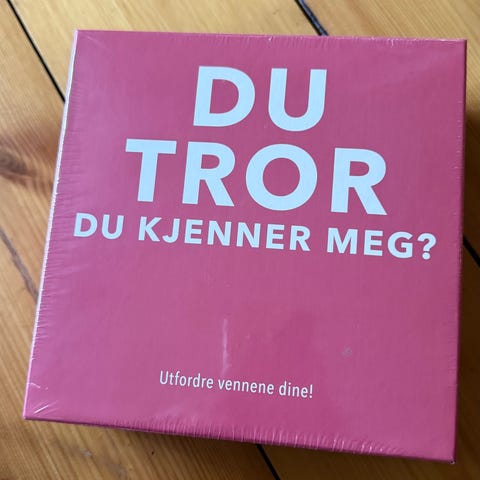 DU
TROR
DU KJENNER MEG?
Utfordre vennene dine!